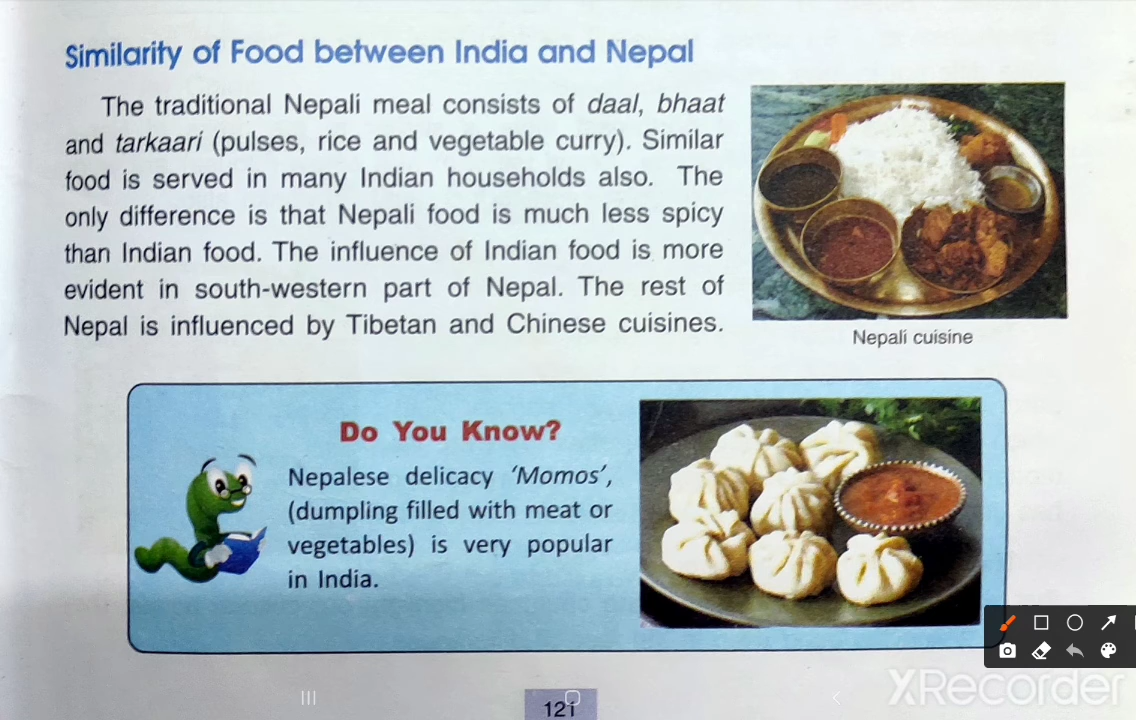 Similarity of Food between India and Nepal
The traditional Nepali meal consists of daal, bhaat
and tarkaari (pulses, rice and vegetable curry). Similar
food is served in many Indian households also. The
only difference is that Nepali food is much less spicy
than Indian food. The influence of Indian food is more
evident in south-western part of Nepal. The rest of
Nepal is influenced by Tibetan and Chinese cuisines.
Nepali cuisine
Do You Know?
Nepalese delicacy ‘Momos’,
(dumpling filled with meat or
vegetables) is very popular
in India.
121
XRecorder